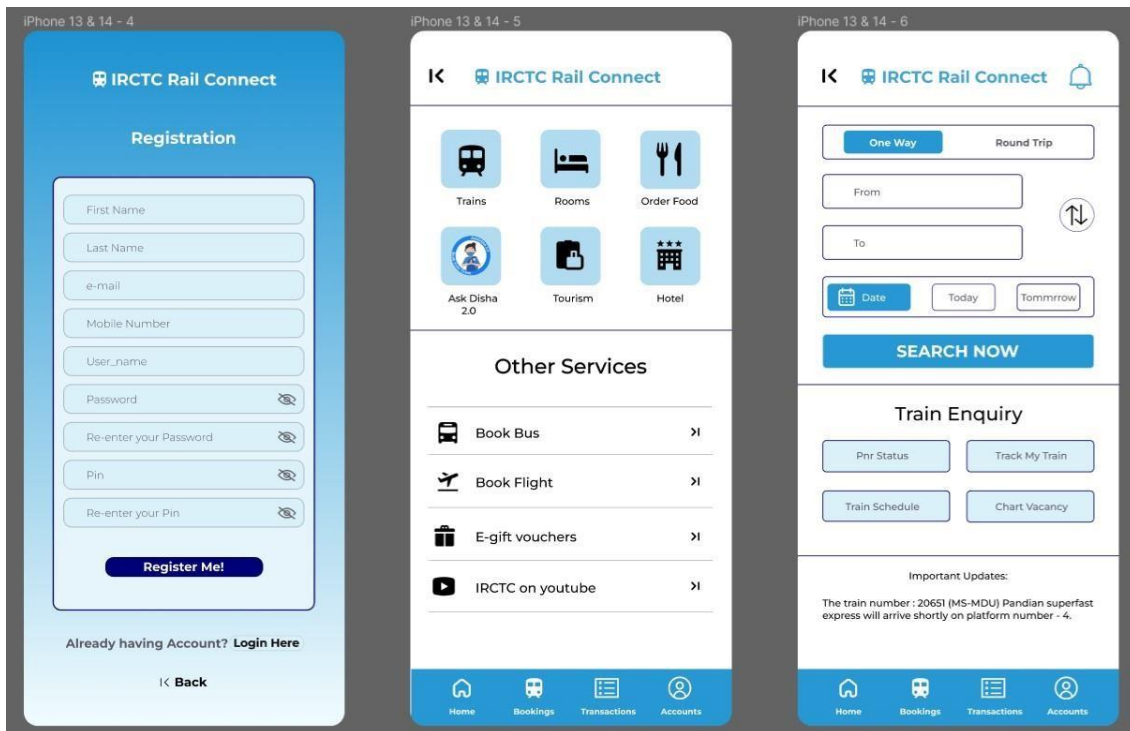 iPhone 13 & 14 - 4
IRCTC Rail Connect
Registration
First Name
Last Name
e-mail
Mobile Number
User_name
Password
Re-enter your Password
Pin
Re-enter your Pin
Register Me!
Already having Account? Login Here
Back
iPhone 13 & 14 - 5
IRCTC Rail Connect
Trains
Rooms
Order Food
Ask Disha
2.0
Tourism
Hotel
Other Services
Book Bus
Book Flight
E-gift vouchers
IRCTC on youtube
Home
Bookings
Transactions
Accounts
iPhone 13 & 14 - 6
IRCTC Rail Connect
One Way
Round Trip
From
To
Date
Today
Tommrrow
SEARCH NOW
Train Enquiry
Pnr Status
Track My Train
Train Schedule
Chart Vacancy
Important Updates:
The train number : 20651 (MS-MDU) Pandian superfast
express will arrive shortly on platform number - 4.
Home
Bookings
Transactions
Accounts